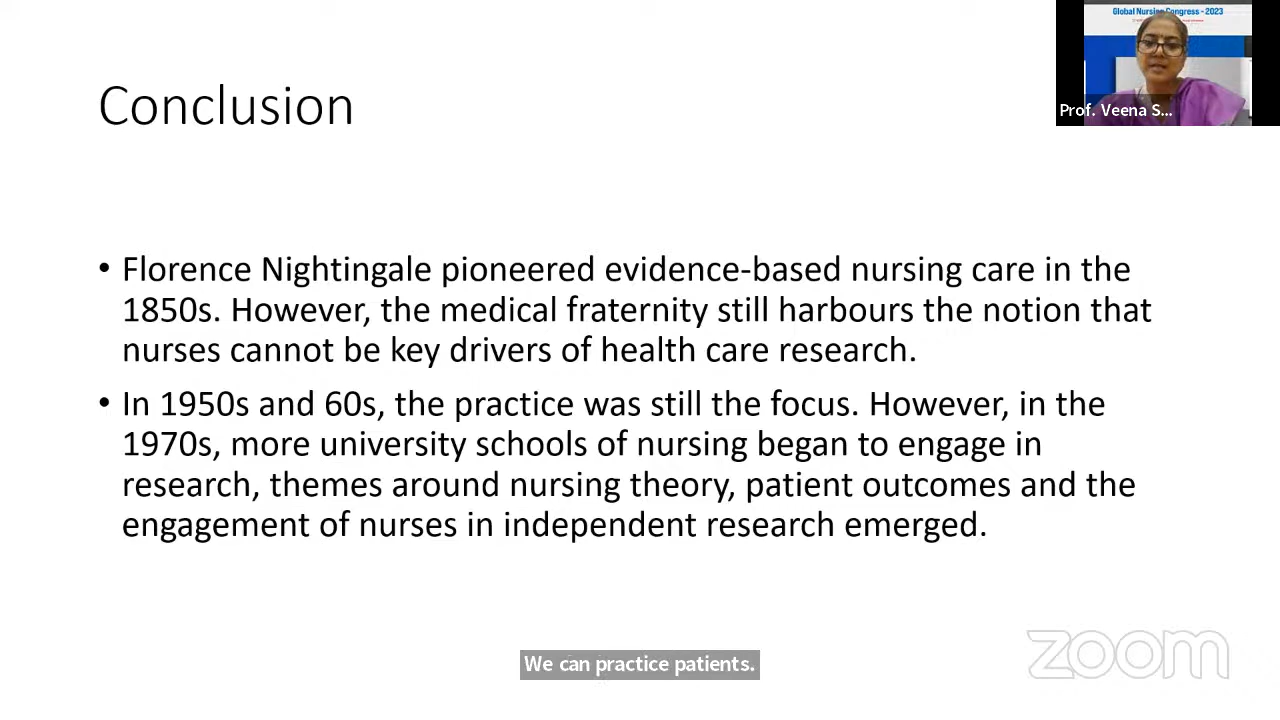 Global Nursing Congress - 2023
Prof. Veena S...
Conclusion
• Florence Nightingale pioneered evidence-based nursing care in the
1850s. However, the medical fraternity still harbours the notion that
nurses cannot be key drivers of health care research.
• In 1950s and 60s, the practice was still the focus. However, in the
1970s, more university schools of nursing began to engage in
research, themes around nursing theory, patient outcomes and the
engagement of nurses in independent research emerged.
We can practice patients.
zoom